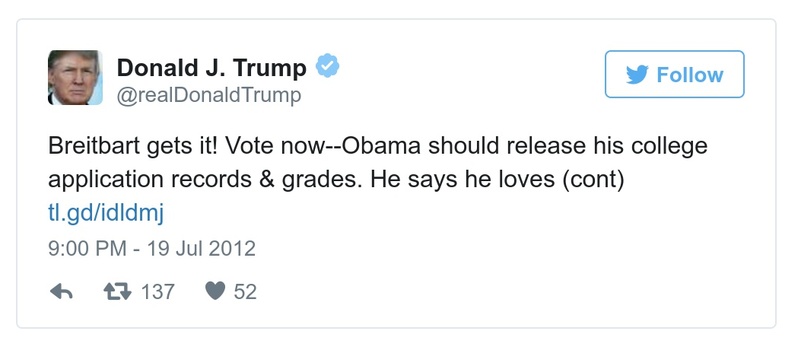 Donald J. Trump
@realDonaldTrump
Follow
Breitbart gets it! Vote now--Obama should release his college
application records & grades. He says he loves (cont)
tl.gd/idldmj
9:00 PM - 19 Jul 2012
137 52